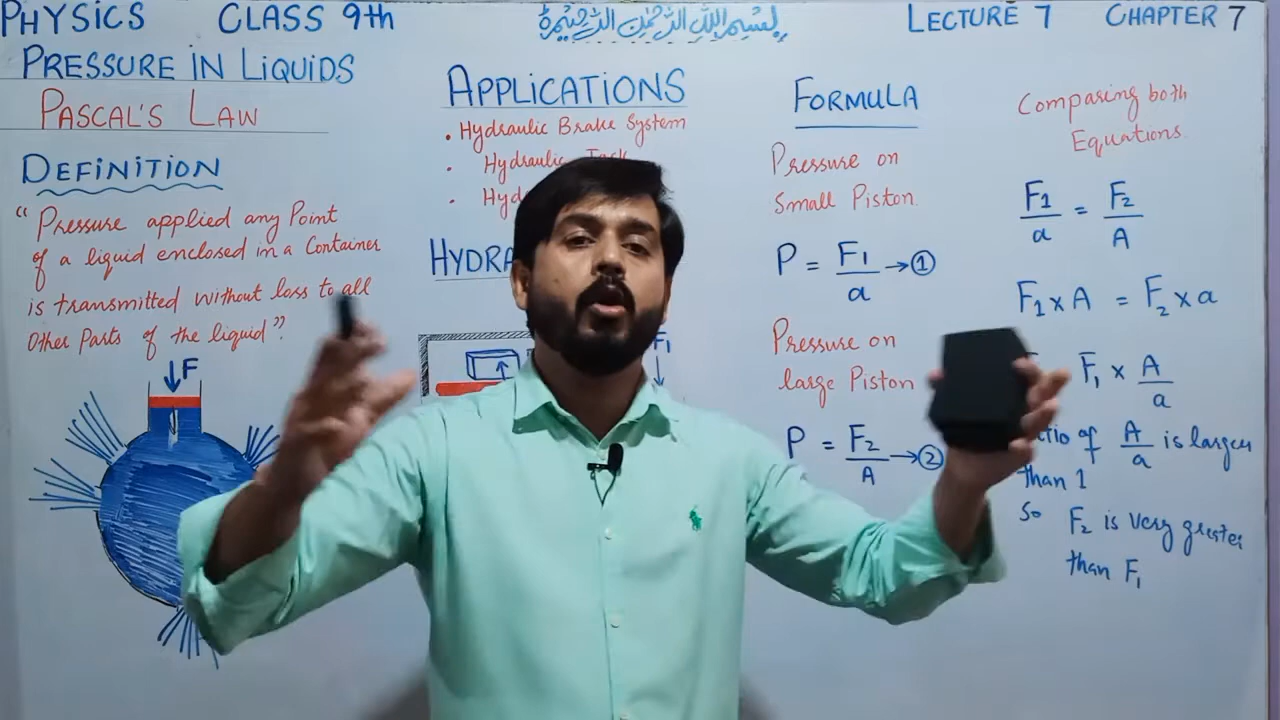 PHYSICS CLASS 9th
بِسْمِ اللّٰهِ الرَّحْمٰنِ الرَّحِيْمِ
LECTURE 7 CHAPTER 7
PRESSURE IN LIQUIDS
PASCAL'S LAW
DEFINITION
"Pressure applied any Point
of a liquid enclosed in a Container
is transmitted without loss to all
Other Parts of the liquid"
F
APPLICATIONS
• Hydraulic Brake System
• Hydraulic
•
F1
FORMULA
Pressure on
Small Piston.
P = F1/a → ①
Pressure on
large Piston
P = F2/A → ②
Comparing both
Equations.
F1/a = F2/A
F1 x A = F2 x a
F1 x A/a
of A/a is larger
than 1
So F2 is very greater
than F1